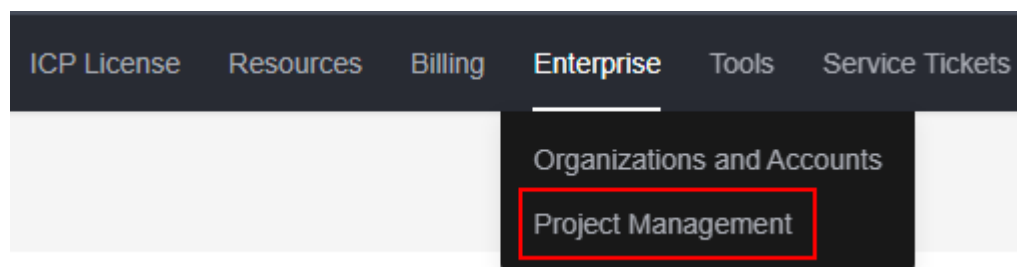 ICP License Resources Billing Enterprise Tools Service Tickets
Organizations and Accounts
Project Management